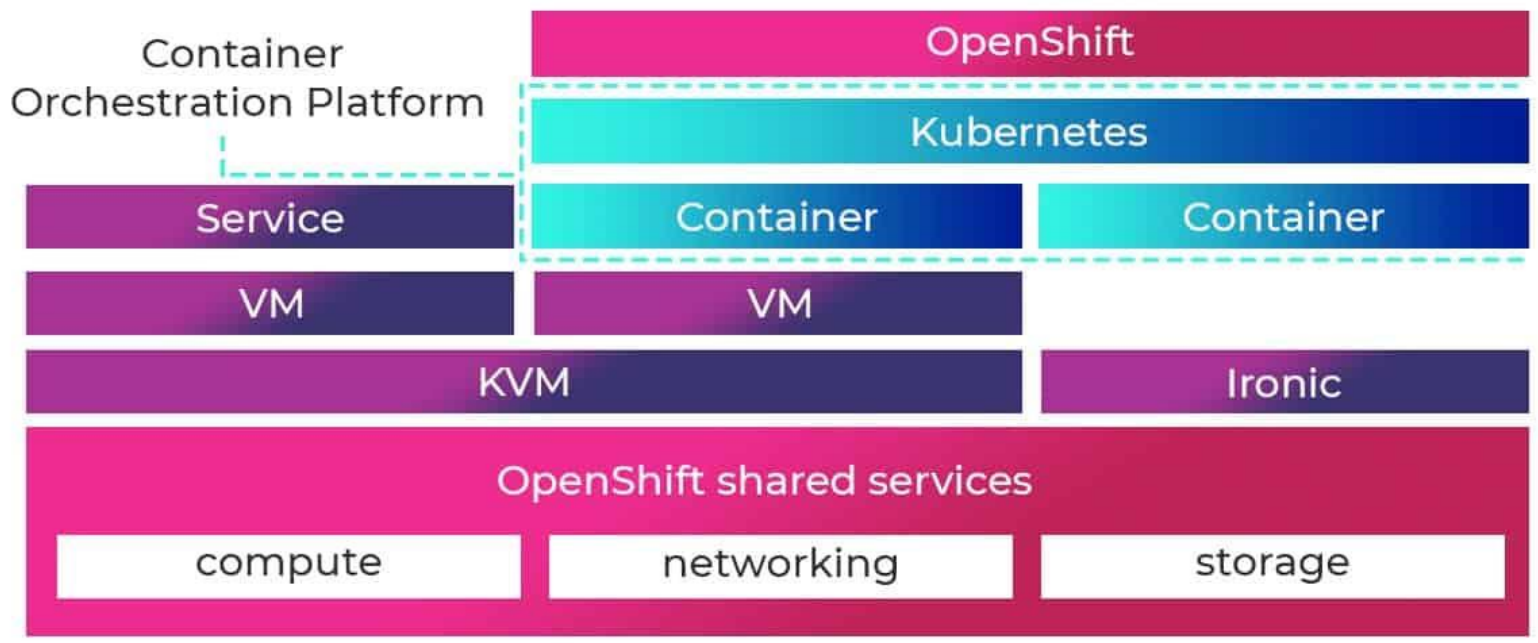 Container
Orchestration Platform
OpenShift
Kubernetes
Service
Container
Container
VM
VM
KVM
Ironic
OpenShift shared services
compute
networking
storage